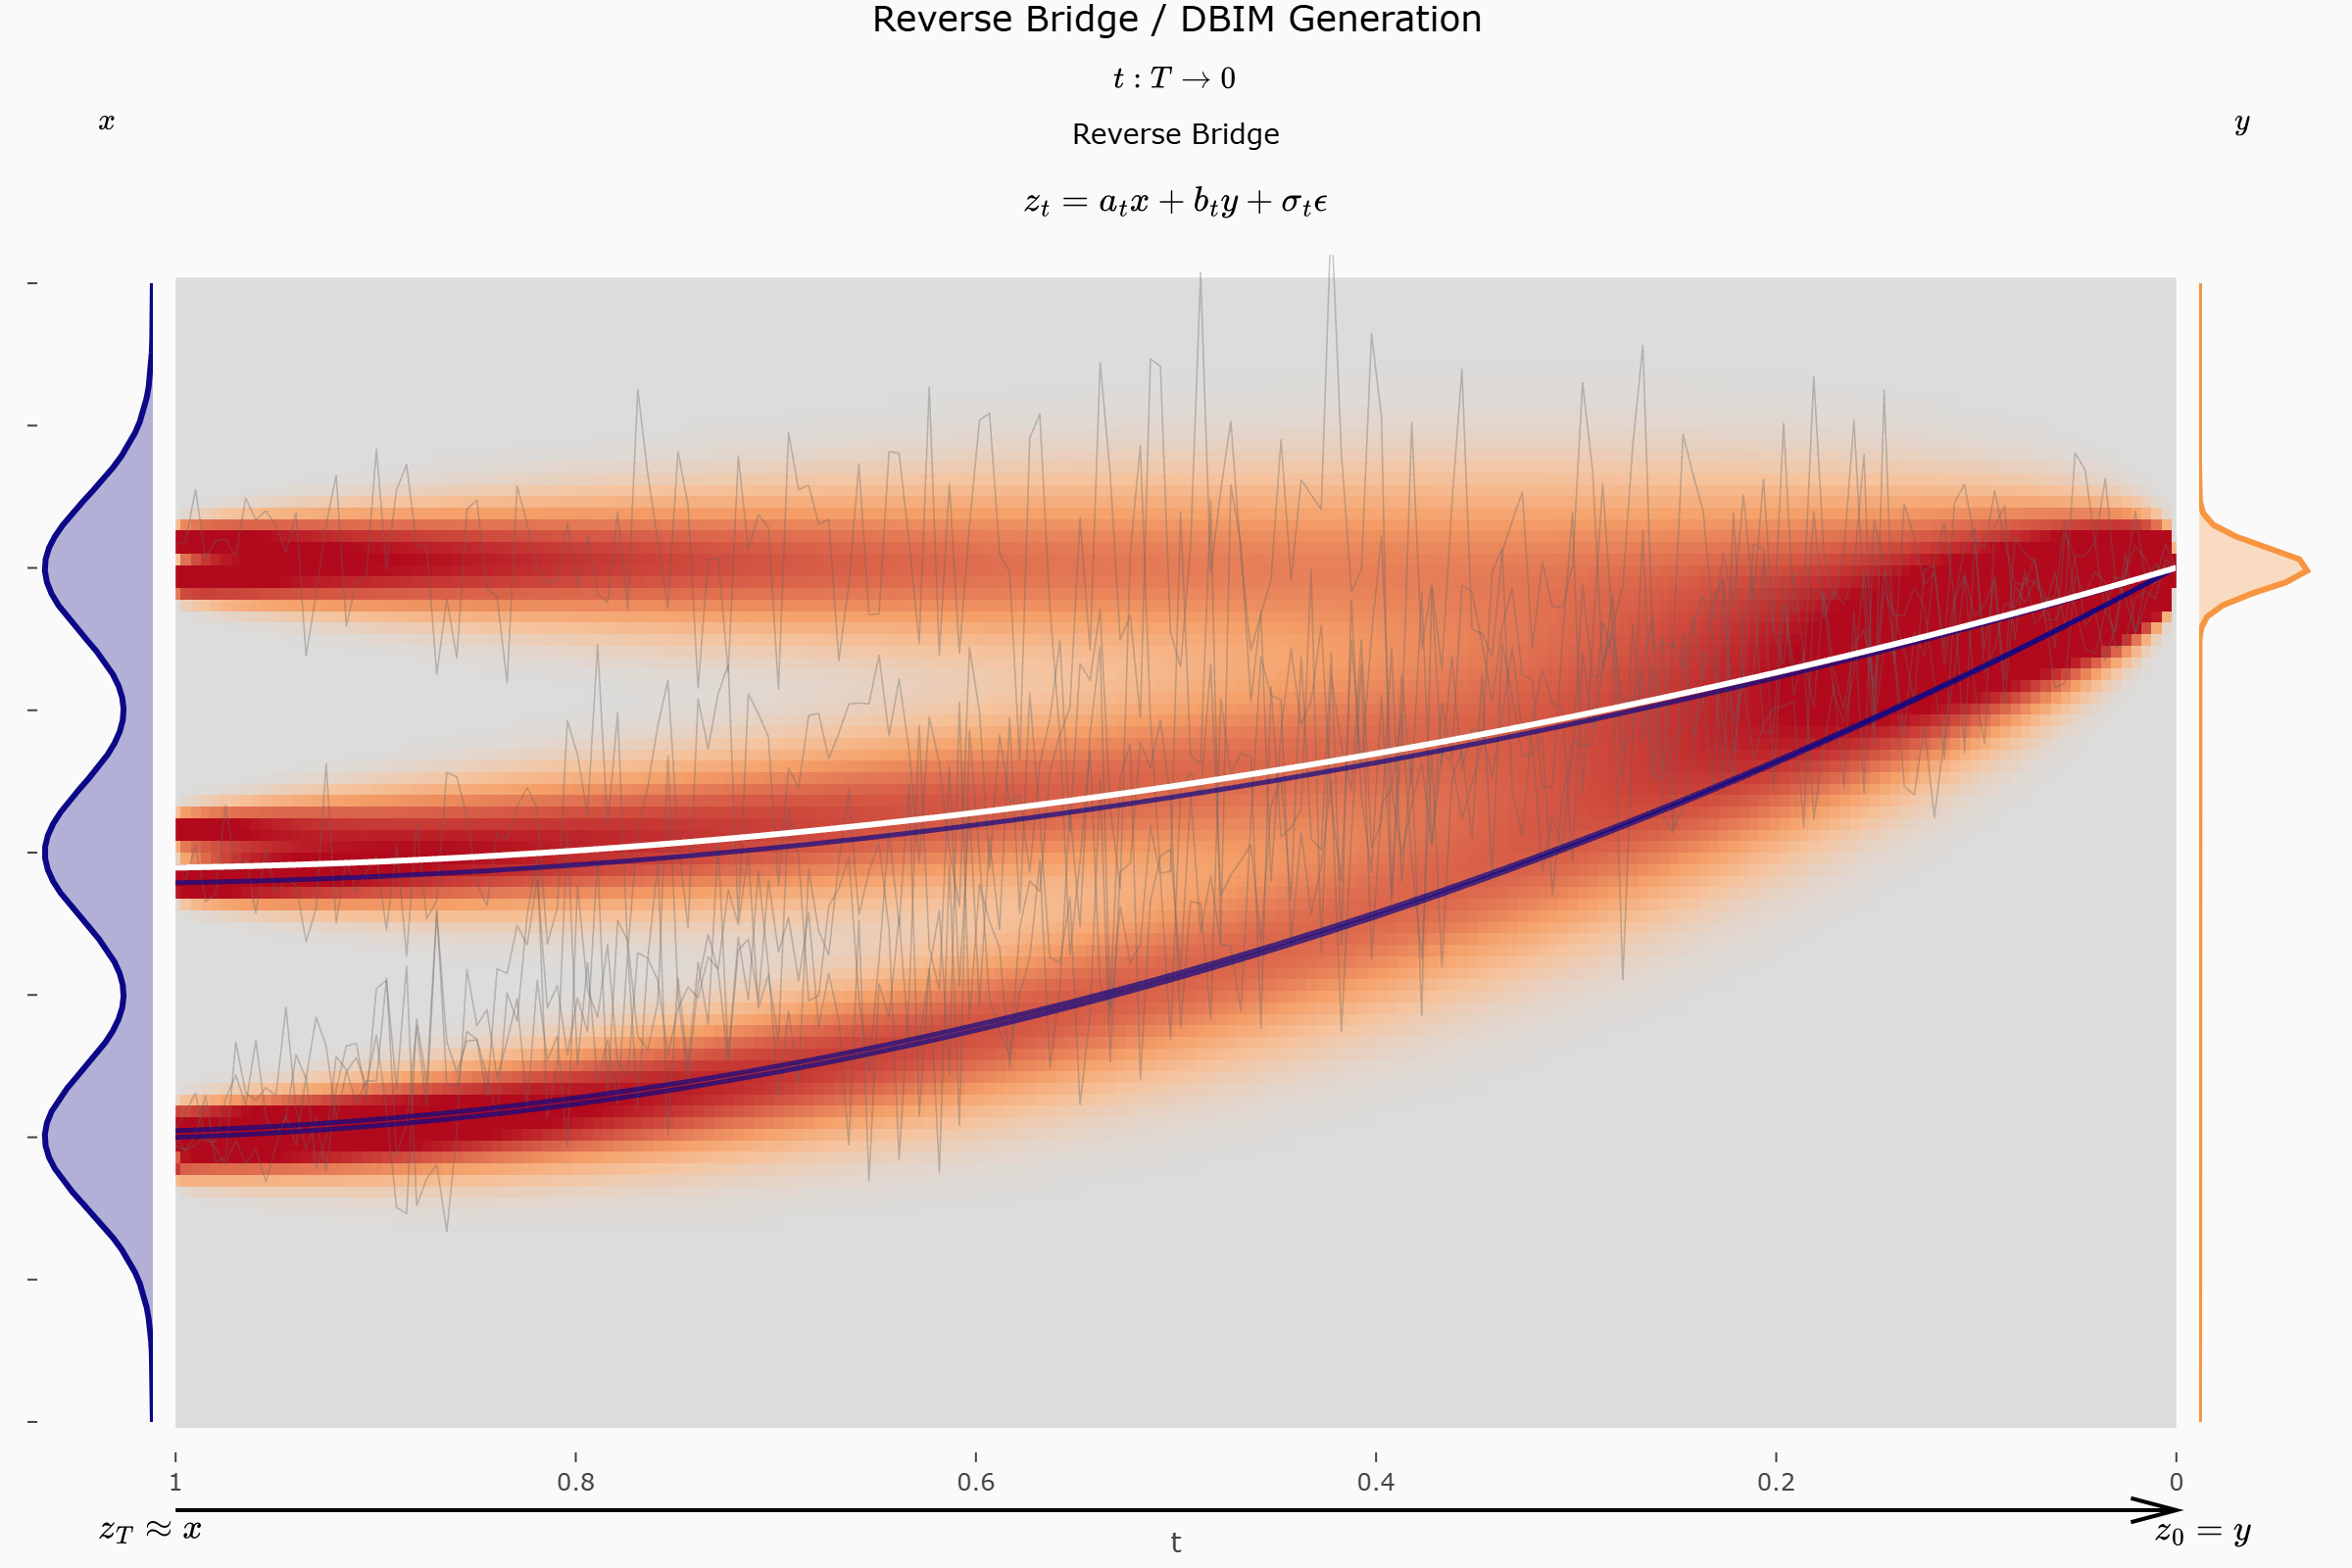 Reverse Bridge / DBIM Generation
t : T → 0
x
y
Reverse Bridge
z_t = a_t x + b_t y + σ_t ϵ
1 0.8 0.6 0.4 0.2 0
z_T ≈ x
z_0 = y
t